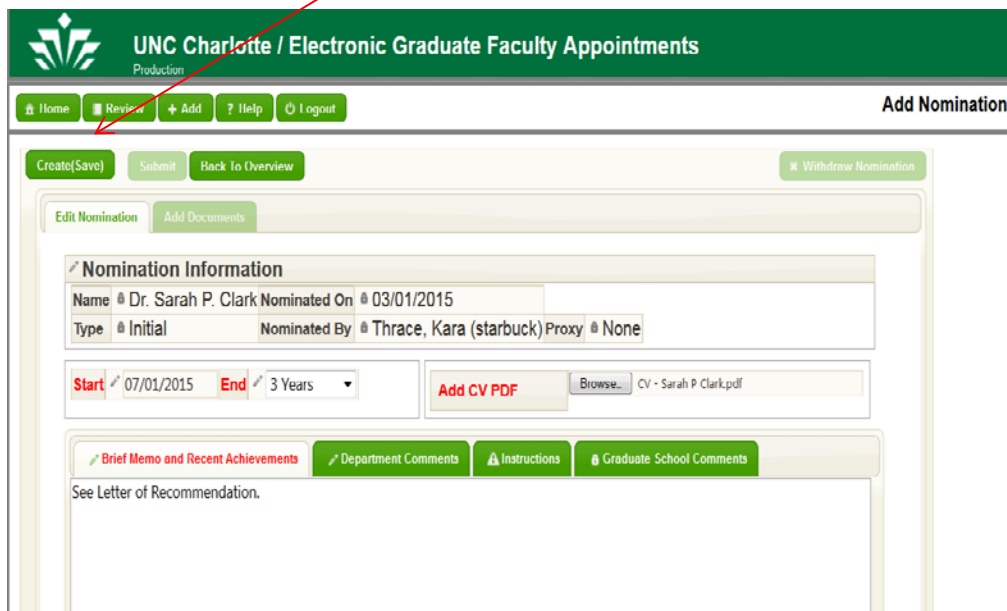 UNC Charlotte / Electronic Graduate Faculty Appointments
Production
Home Review + Add ? Help Logout Add Nomination
Create(Save) Submit Back To Overview Withdraw Nomination
Edit Nomination Add Documents
Nomination Information
Name Dr. Sarah P. Clark Nominated On 03/01/2015
Type Initial Nominated By Thrace, Kara (starbuck) Proxy None
Start 07/01/2015 End 3 Years Add CV PDF Browse.. CV - Sarah P Clark.pdf
Brief Memo and Recent Achievements Department Comments Instructions Graduate School Comments
See Letter of Recommendation.